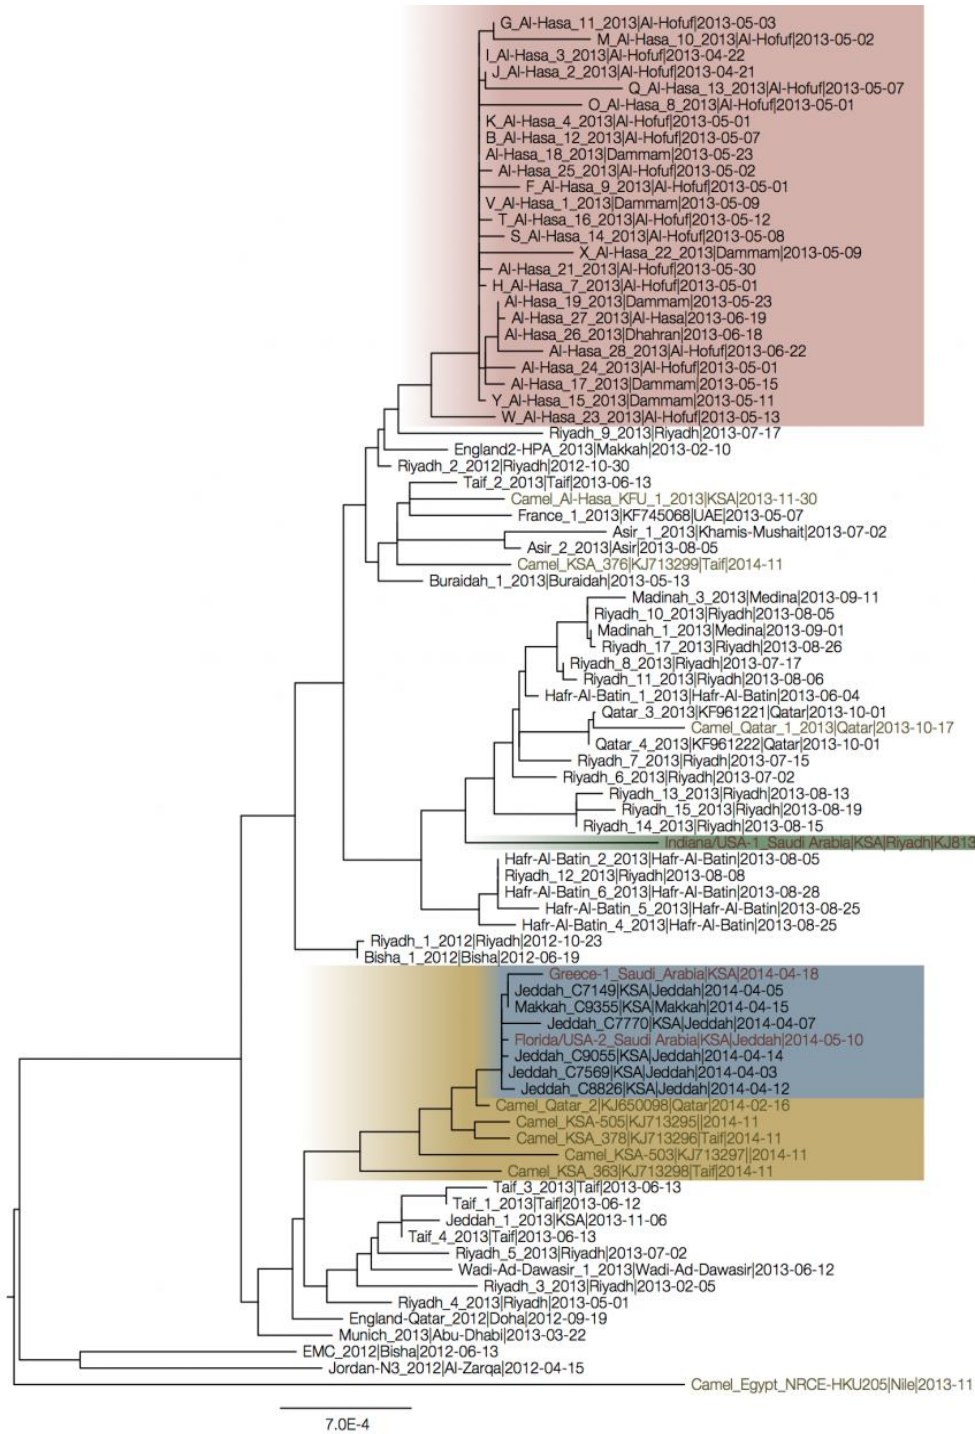 G_Al-Hasa_11_2013|Al-Hofuf|2013-05-03
M_Al-Hasa_10_2013|Al-Hofuf|2013-05-02
I_Al-Hasa_3_2013|Al-Hofuf|2013-04-22
J_Al-Hasa_2_2013|Al-Hofuf|2013-04-21
Q_Al-Hasa_13_2013|Al-Hofuf|2013-05-07
O_Al-Hasa_8_2013|Al-Hofuf|2013-05-01
K_Al-Hasa_4_2013|Al-Hofuf|2013-05-01
B_Al-Hasa_12_2013|Al-Hofuf|2013-05-07
Al-Hasa_18_2013|Dammam|2013-05-23
Al-Hasa_25_2013|Al-Hofuf|2013-05-02
F_Al-Hasa_9_2013|Al-Hofuf|2013-05-01
V_Al-Hasa_1_2013|Dammam|2013-05-09
T_Al-Hasa_16_2013|Al-Hofuf|2013-05-12
S_Al-Hasa_14_2013|Al-Hofuf|2013-05-08
X_Al-Hasa_22_2013|Dammam|2013-05-09
Al-Hasa_21_2013|Al-Hofuf|2013-05-30
H_Al-Hasa_7_2013|Al-Hofuf|2013-05-01
Al-Hasa_19_2013|Dammam|2013-05-23
Al-Hasa_27_2013|Al-Hasa|2013-06-19
Al-Hasa_26_2013|Dhahran|2013-06-18
Al-Hasa_28_2013|Al-Hofuf|2013-06-22
Al-Hasa_24_2013|Al-Hofuf|2013-05-01
Al-Hasa_17_2013|Dammam|2013-05-15
Y_Al-Hasa_15_2013|Dammam|2013-05-11
W_Al-Hasa_23_2013|Al-Hofuf|2013-05-13
Riyadh_9_2013|Riyadh|2013-07-17
England2-HPA_2013|Makkah|2013-02-10
Riyadh_2_2012|Riyadh|2012-10-30
Taif_2_2013|Taif|2013-06-13
Camel_Al-Hasa_KFU_1_2013|KSA|2013-11-30
France_1_2013|KF745068|UAE|2013-05-07
Asir_1_2013|Khamis-Mushait|2013-07-02
Asir_2_2013|Asir|2013-08-05
Camel_KSA_376|KJ713299|Taif|2014-11
Buraidah_1_2013|Buraidah|2013-05-13
Madinah_3_2013|Medina|2013-09-11
Riyadh_10_2013|Riyadh|2013-08-05
Madinah_1_2013|Medina|2013-09-01
Riyadh_17_2013|Riyadh|2013-08-26
Riyadh_8_2013|Riyadh|2013-07-17
Riyadh_11_2013|Riyadh|2013-08-06
Hafr-Al-Batin_1_2013|Hafr-Al-Batin|2013-06-04
Qatar_3_2013|KF961221|Qatar|2013-10-01
Camel_Qatar_1_2013|Qatar|2013-10-17
Qatar_4_2013|KF961222|Qatar|2013-10-01
Riyadh_7_2013|Riyadh|2013-07-15
Riyadh_6_2013|Riyadh|2013-07-02
Riyadh_13_2013|Riyadh|2013-08-13
Riyadh_15_2013|Riyadh|2013-08-19
Riyadh_14_2013|Riyadh|2013-08-15
Indiana/USA-1_Saudi Arabia|KSA|Riyadh|KJ813
Hafr-Al-Batin_2_2013|Hafr-Al-Batin|2013-08-05
Riyadh_12_2013|Riyadh|2013-08-08
Hafr-Al-Batin_6_2013|Hafr-Al-Batin|2013-08-28
Hafr-Al-Batin_5_2013|Hafr-Al-Batin|2013-08-25
Hafr-Al-Batin_4_2013|Hafr-Al-Batin|2013-08-25
Riyadh_1_2012|Riyadh|2012-10-23
Bisha_1_2012|Bisha|2012-06-19
Greece-1_Saudi_Arabia|KSA|2014-04-18
Jeddah_C7149|KSA|Jeddah|2014-04-05
Makkah_C9355|KSA|Makkah|2014-04-15
Jeddah_C7770|KSA|Jeddah|2014-04-07
Florida/USA-2_Saudi Arabia|KSA|Jeddah|2014-05-10
Jeddah_C9055|KSA|Jeddah|2014-04-14
Jeddah_C7569|KSA|Jeddah|2014-04-03
Jeddah_C8826|KSA|Jeddah|2014-04-12
Camel_Qatar_2|KJ650098|Qatar|2014-02-16
Camel_KSA-505|KJ713295||2014-11
Camel_KSA_378|KJ713296|Taif|2014-11
Camel_KSA-503|KJ713297||2014-11
Camel_KSA_363|KJ713298|Taif|2014-11
Taif_3_2013|Taif|2013-06-13
Taif_1_2013|Taif|2013-06-12
Jeddah_1_2013|KSA|2013-11-06
Taif_4_2013|Taif|2013-06-13
Riyadh_5_2013|Riyadh|2013-07-02
Wadi-Ad-Dawasir_1_2013|Wadi-Ad-Dawasir|2013-06-12
Riyadh_3_2013|Riyadh|2013-02-05
Riyadh_4_2013|Riyadh|2013-05-01
England-Qatar_2012|Doha|2012-09-19
Munich_2013|Abu-Dhabi|2013-03-22
EMC_2012|Bisha|2012-06-13
Jordan-N3_2012|Al-Zarqa|2012-04-15
Camel_Egypt_NRCE-HKU205|Nile|2013-11
7.0E-4